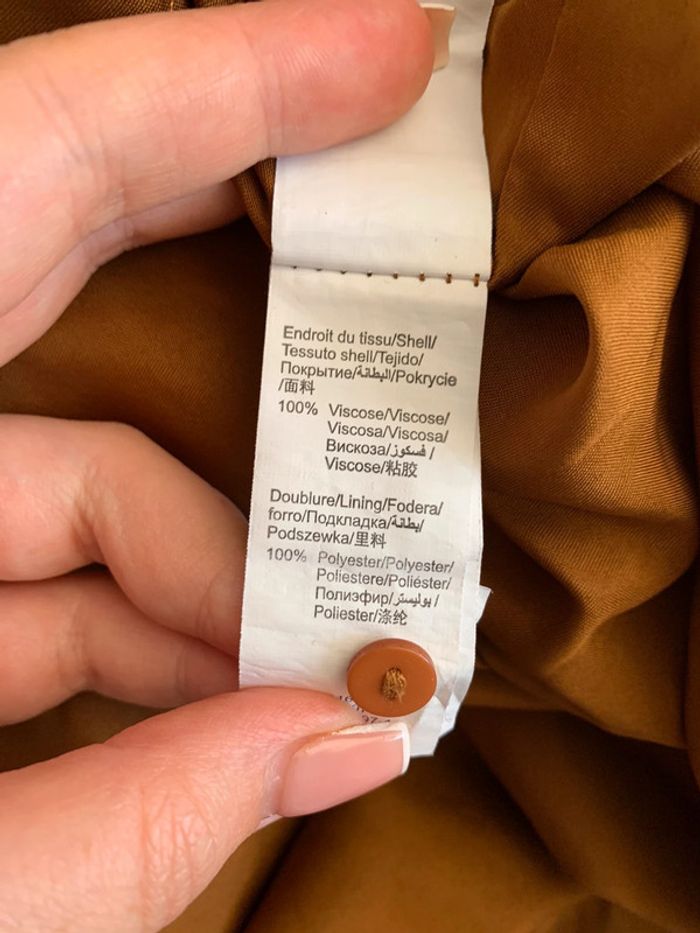 Endroit du tissu/Shell/
Tessuto shell/Tejido/
Покрытие/البطانة/Pokrycie
/面料
100% Viscose/Viscose/
Viscosa/Viscosa/
Вискоза/فسكوز/
Viscose/粘胶
Doublure/Lining/Fodera/
forro/Подкладка/بطانة/
Podszewka/里料
100% Polyester/Polyester/
Poliestere/Poliéster/
Полиэфир/بوليستر/
Poliester/涤纶